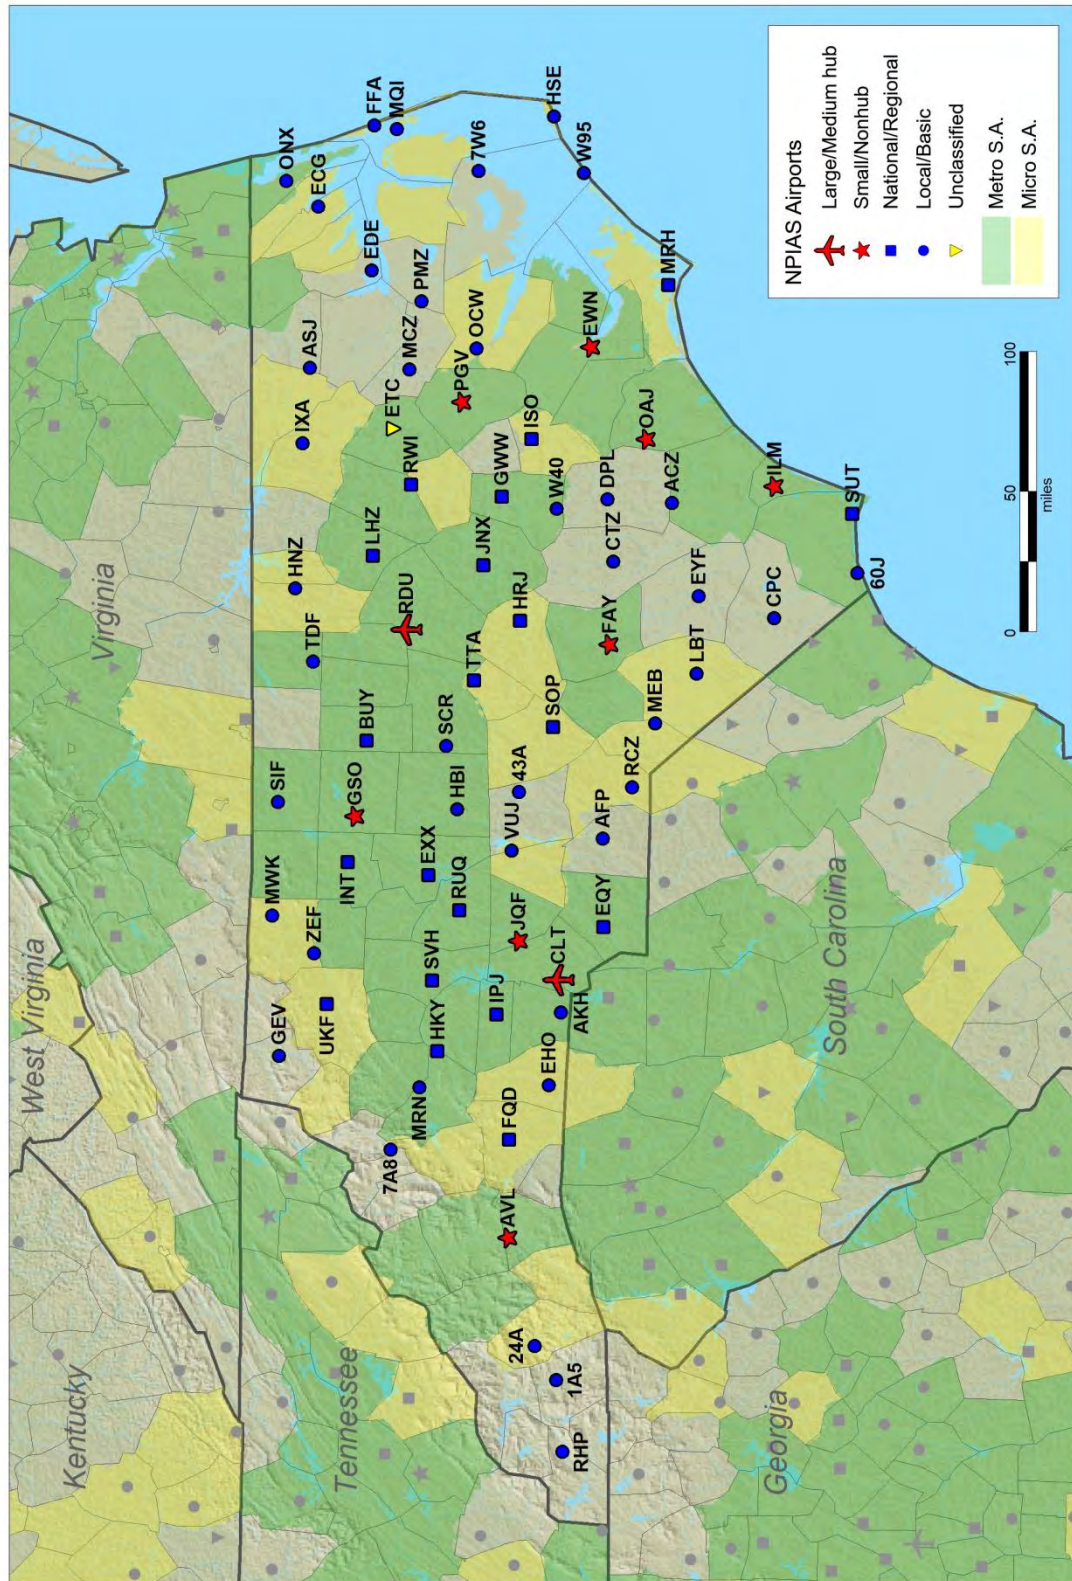 Kentucky
West Virginia
Virginia
Tennessee
Georgia
South Carolina
GEV
MWK
SIF
TDF
HNZ
IXA
ASJ
ONX
ECG
UKF
ZEF
INT
GSO
BUY
LHZ
ETC
EDE
FFA
MQI
7A8
MRN
HKY
SVH
EXX
RUQ
HBI
SCR
RDU
RWI
MCZ
PMZ
TTA
JNX
GWW
PGV
OCW
7W6
AVL
FQD
IPJ
JQF
VUJ
43A
HRJ
ISO
HSE
24A
1A5
RHP
EHO
AKH
CLT
SOP
W40
W95
EQY
AFP
RCZ
FAY
CTZ
DPL
EWN
MEB
LBT
EYF
ACZ
OAJ
MRH
CPC
ILM
60J
SUT
0
50
100
miles
NPIAS Airports
Large/Medium hub
Small/Nonhub
National/Regional
Local/Basic
Unclassified
Metro S.A.
Micro S.A.